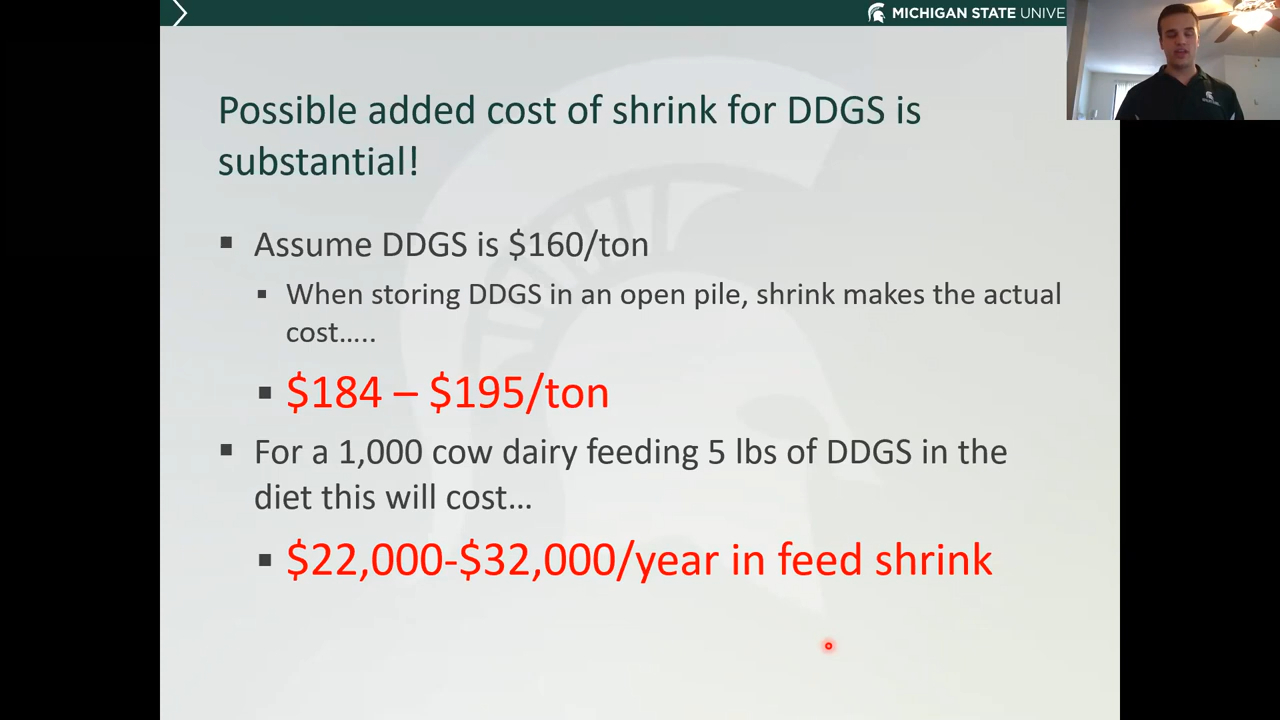 MICHIGAN STATE UNIVE
Possible added cost of shrink for DDGS is
substantial!
▪ Assume DDGS is $160/ton
▪ When storing DDGS in an open pile, shrink makes the actual
cost…..
▪ $184 – $195/ton
▪ For a 1,000 cow dairy feeding 5 lbs of DDGS in the
diet this will cost…
▪ $22,000-$32,000/year in feed shrink